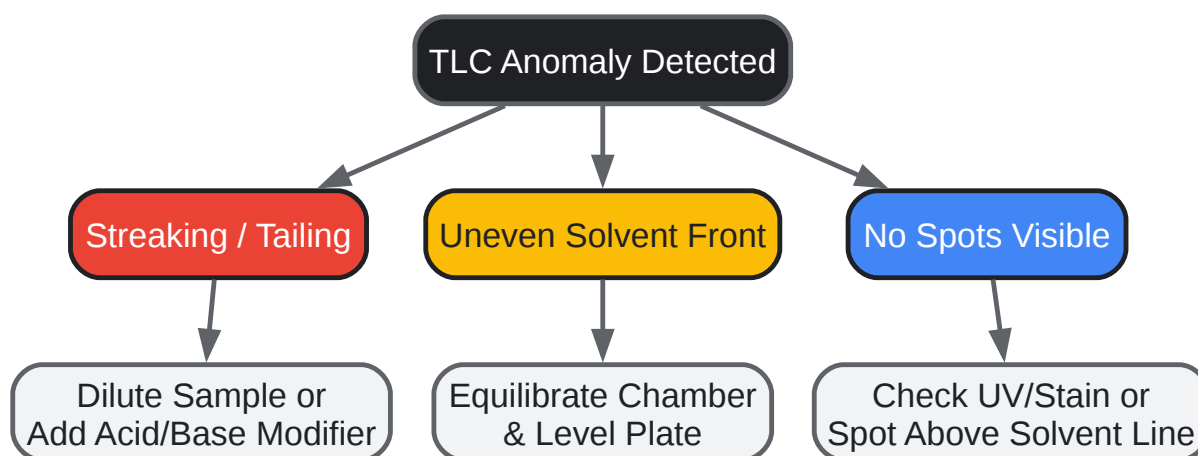 TLC Anomaly Detected
Streaking / Tailing
Uneven Solvent Front
No Spots Visible
Dilute Sample or
Add Acid/Base Modifier
Equilibrate Chamber
& Level Plate
Check UV/Stain or
Spot Above Solvent Line